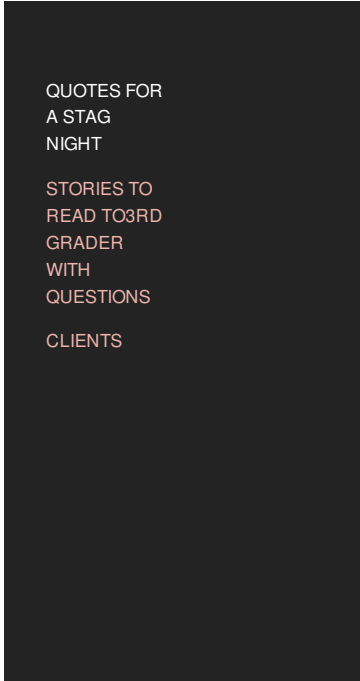 QUOTES FOR
A STAG
NIGHT
STORIES TO
READ TO3RD
GRADER
WITH
QUESTIONS
CLIENTS